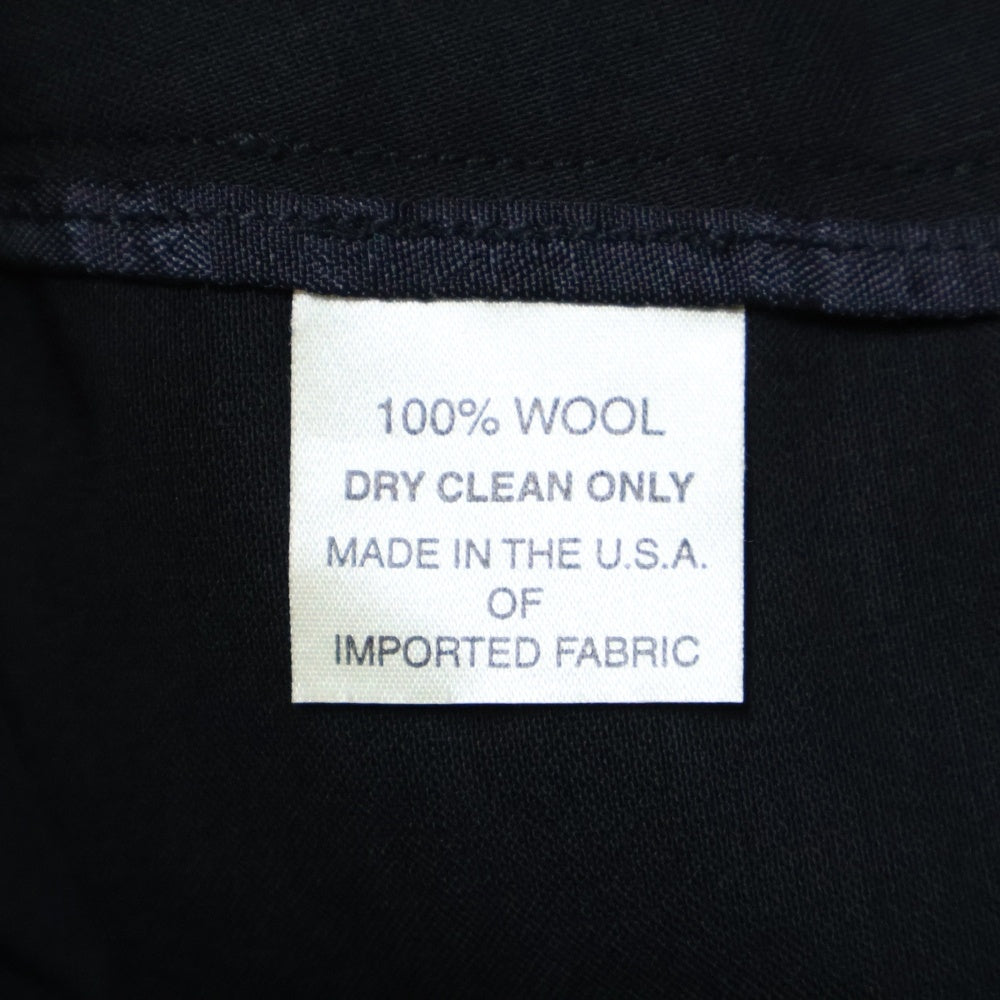 100% WOOL
DRY CLEAN ONLY
MADE IN THE U.S.A.
OF
IMPORTED FABRIC